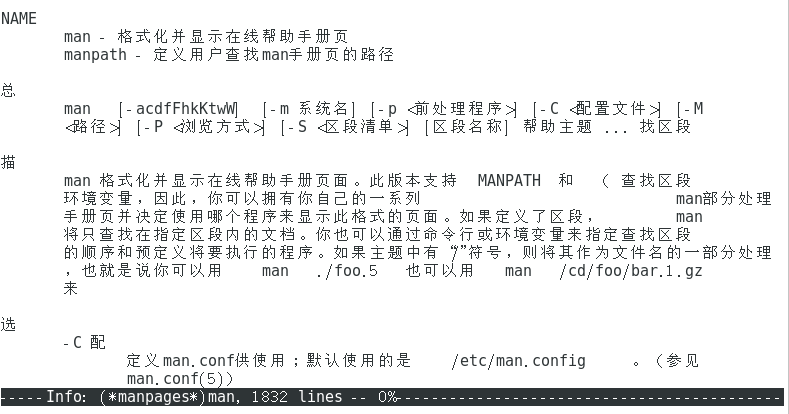 NAME
man - 格式化并显示在线帮助手册页
manpath - 定义用户查找man手册页的路径
总
man [-acdfFhkKtwW] [-m 系统名] [-p <前处理程序>] [-C <配置文件>] [-M
<路径>] [-P <浏览方式>] [-S <区段清单>] [区段名称] 帮助主题 ... 找区段
描
man 格式化并显示在线帮助手册页面。此版本支持 MANPATH 和 （ 查找区段
环境变量，因此，你可以拥有你自己的一系列 man部分处理
手册页并决定使用哪个程序来显示此格式的页面。如果定义了区段， man
将只查找在指定区段内的文档。你也可以通过命令行或环境变量来指定查找区段
的顺序和预定义将要执行的程序。如果主题中有“/”符号，则将其作为文件名的一部分处理
，也就是说你可以用 man ./foo.5 也可以用 man /cd/foo/bar.1.gz
来
选
-C 配
定义man.conf供使用；默认使用的是 /etc/man.config 。（参见
man.conf(5)）
-----Info: (*manpages*)man, 1832 lines -- 0%--------------------------------------------